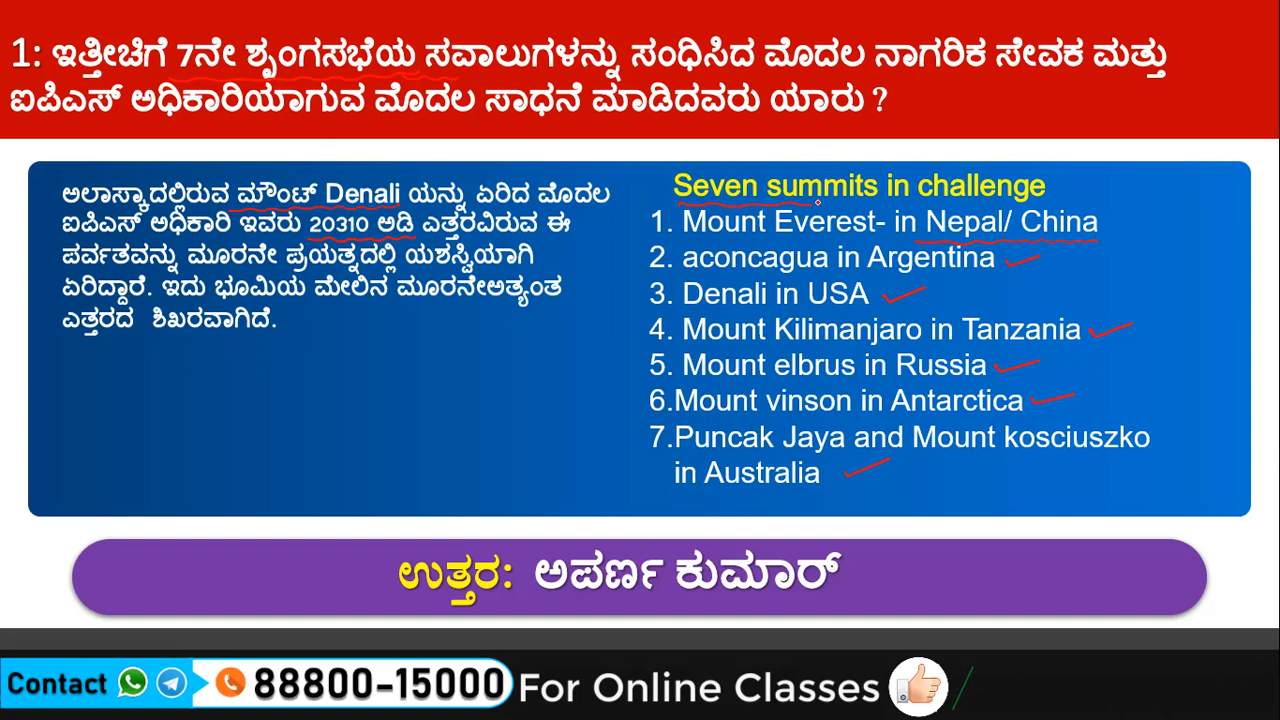 1: ಇತ್ತೀಚಿಗೆ 7ನೇ ಶೃಂಗಸಭೆಯ ಸವಾಲುಗಳನ್ನು ಸಂಧಿಸಿದ ಮೊದಲ ನಾಗರಿಕ ಸೇವಕ ಮತ್ತು
ಐಪಿಎಸ್ ಅಧಿಕಾರಿಯಾಗುವ ಮೊದಲ ಸಾಧನೆ ಮಾಡಿದವರು ಯಾರು ?
ಅಲಾಸ್ಕಾದಲ್ಲಿರುವ ಮೌಂಟ್ Denali ಯನ್ನು ಏರಿದ ಮೊದಲ
ಐಪಿಎಸ್ ಅಧಿಕಾರಿ ಇವರು 20310 ಅಡಿ ಎತ್ತರವಿರುವ ಈ
ಪರ್ವತವನ್ನು ಮೂರನೇ ಪ್ರಯತ್ನದಲ್ಲಿ ಯಶಸ್ವಿಯಾಗಿ
ಏರಿದ್ದಾರೆ. ಇದು ಭೂಮಿಯ ಮೇಲಿನ ಮೂರನೇಅತ್ಯಂತ
ಎತ್ತರದ ಶಿಖರವಾಗಿದೆ.
Seven summits in challenge
1. Mount Everest- in Nepal/ China
2. aconcagua in Argentina
3. Denali in USA
4. Mount Kilimanjaro in Tanzania
5. Mount elbrus in Russia
6.Mount vinson in Antarctica
7.Puncak Jaya and Mount kosciuszko
in Australia
ಉತ್ತರ: ಅಪರ್ಣ ಕುಮಾರ್
Contact 88800-15000 For Online Classes